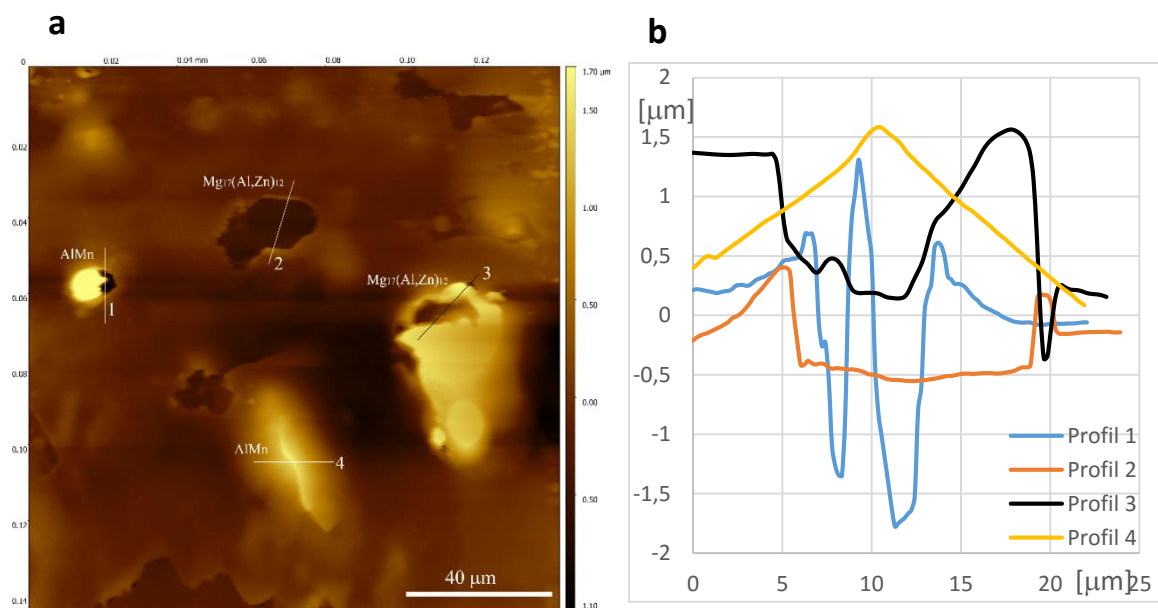 a
0.02
0.04 mm
0.06
0.08
0.10
0.12
0.02
0.04
0.06
0.08
0.10
0.12
0.14
Mg₁₇(Al,Zn)₁₂
2
AlMn
1
Mg₁₇(Al,Zn)₁₂
3
AlMn
4
40 μm
1.70 μm
1.50
1.00
0.60
0.00
0.50
1.10
b
[μm]
2
1,5
1
0,5
0
-0,5
-1
-1,5
-2
0
5
10
15
20
25
[μm]
Profil 1
Profil 2
Profil 3
Profil 4